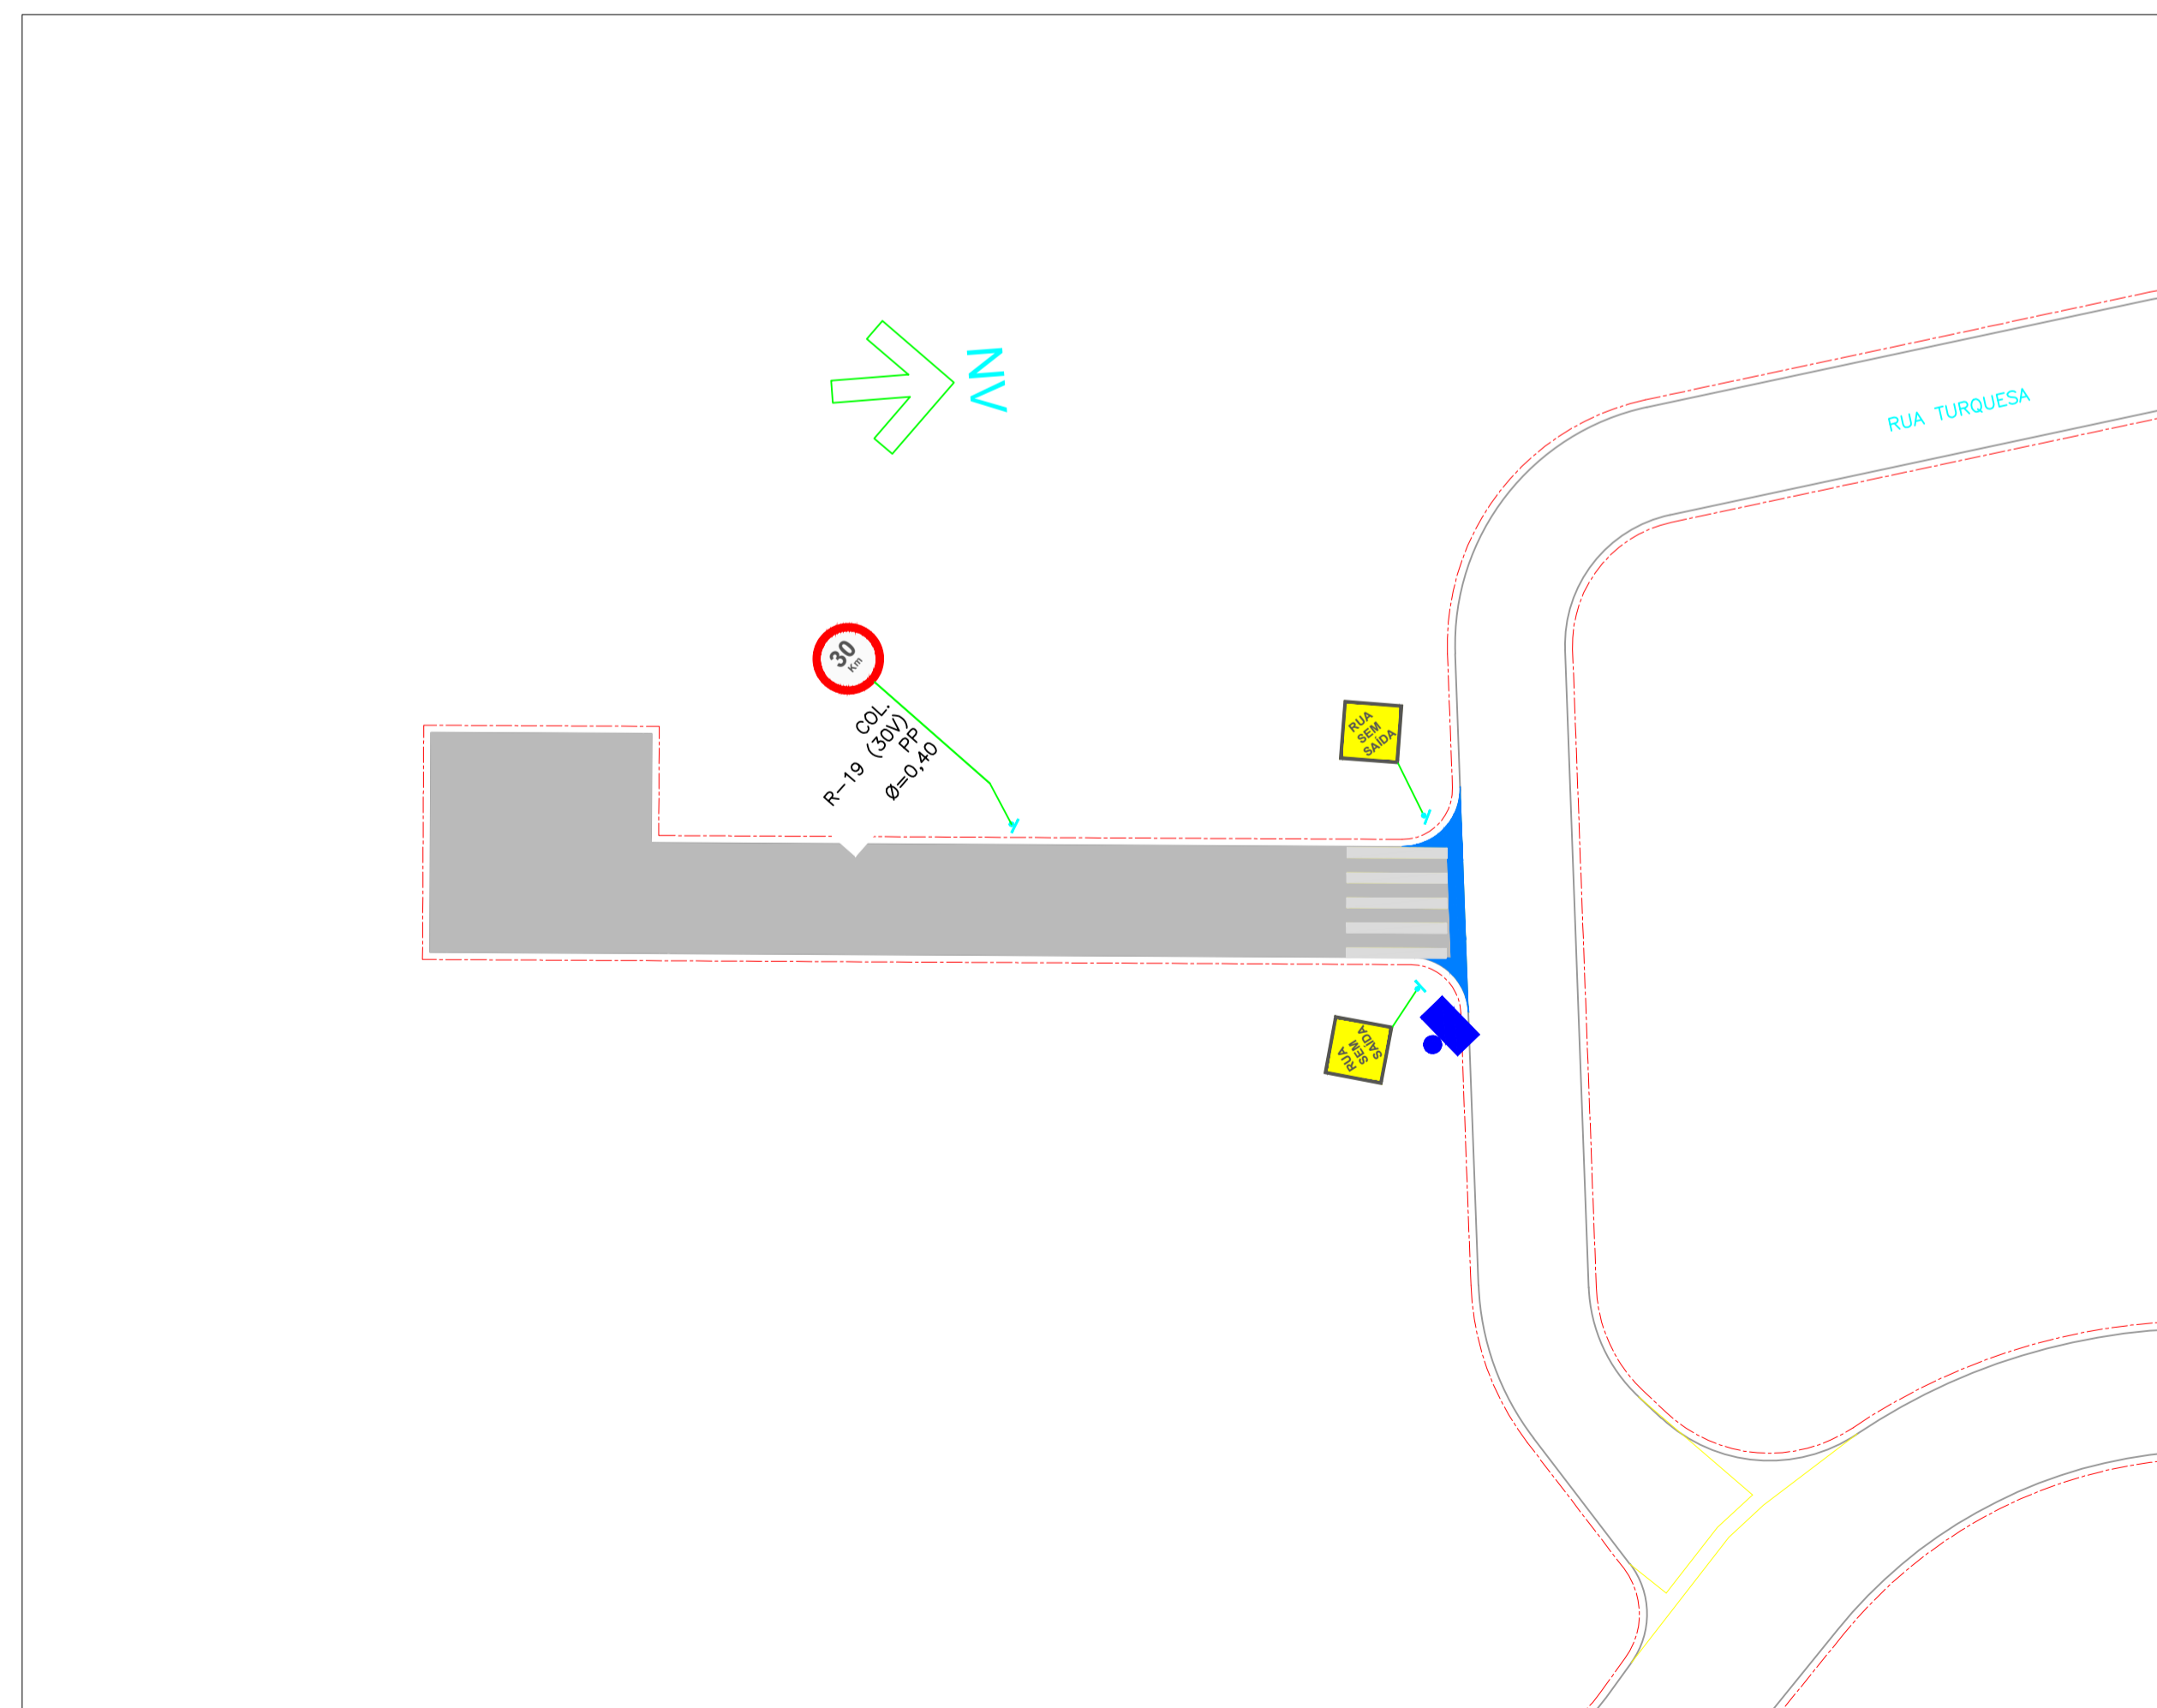 NV
RUA TURQUESA
30
Km
COL.
R-19 (30V)
PP
Ø=0,40
RUA
SEM
SAÍDA
RUA
SEM
SAÍDA